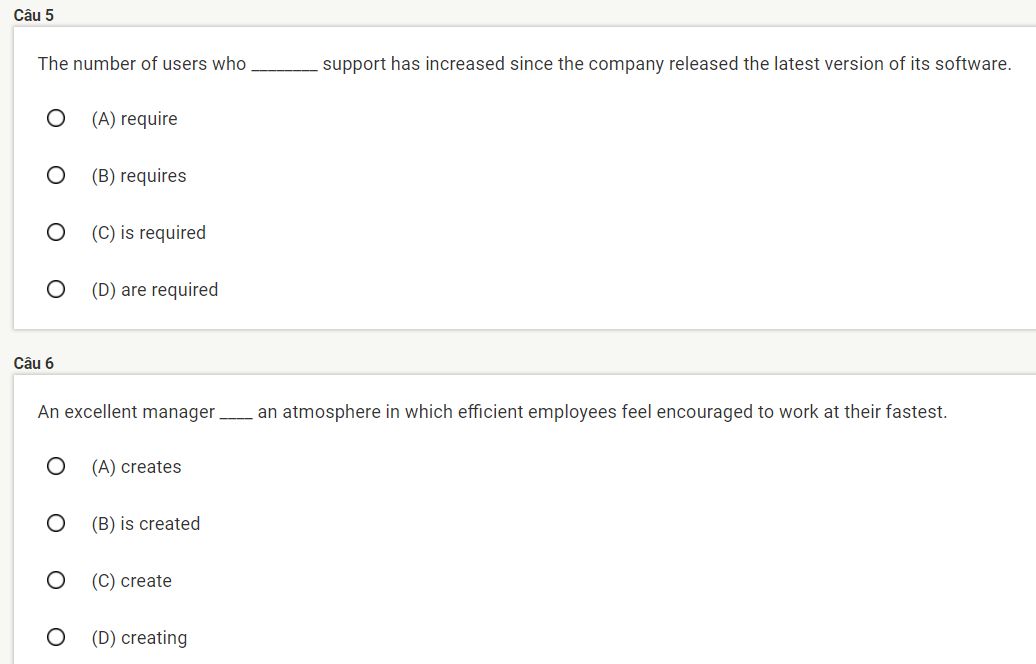 Câu 5
The number of users who ________ support has increased since the company released the latest version of its software.
(A) require
(B) requires
(C) is required
(D) are required
Câu 6
An excellent manager ____ an atmosphere in which efficient employees feel encouraged to work at their fastest.
(A) creates
(B) is created
(C) create
(D) creating